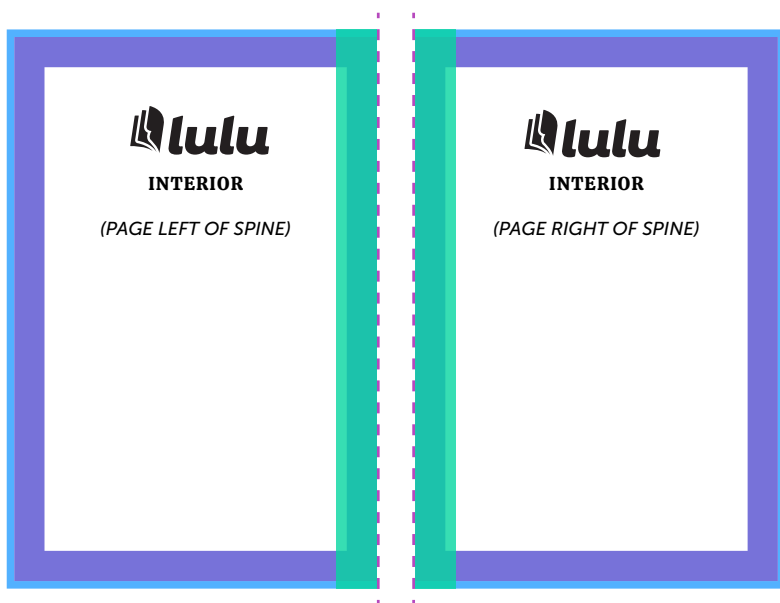 lulu
INTERIOR
(PAGE LEFT OF SPINE)
lulu
INTERIOR
(PAGE RIGHT OF SPINE)